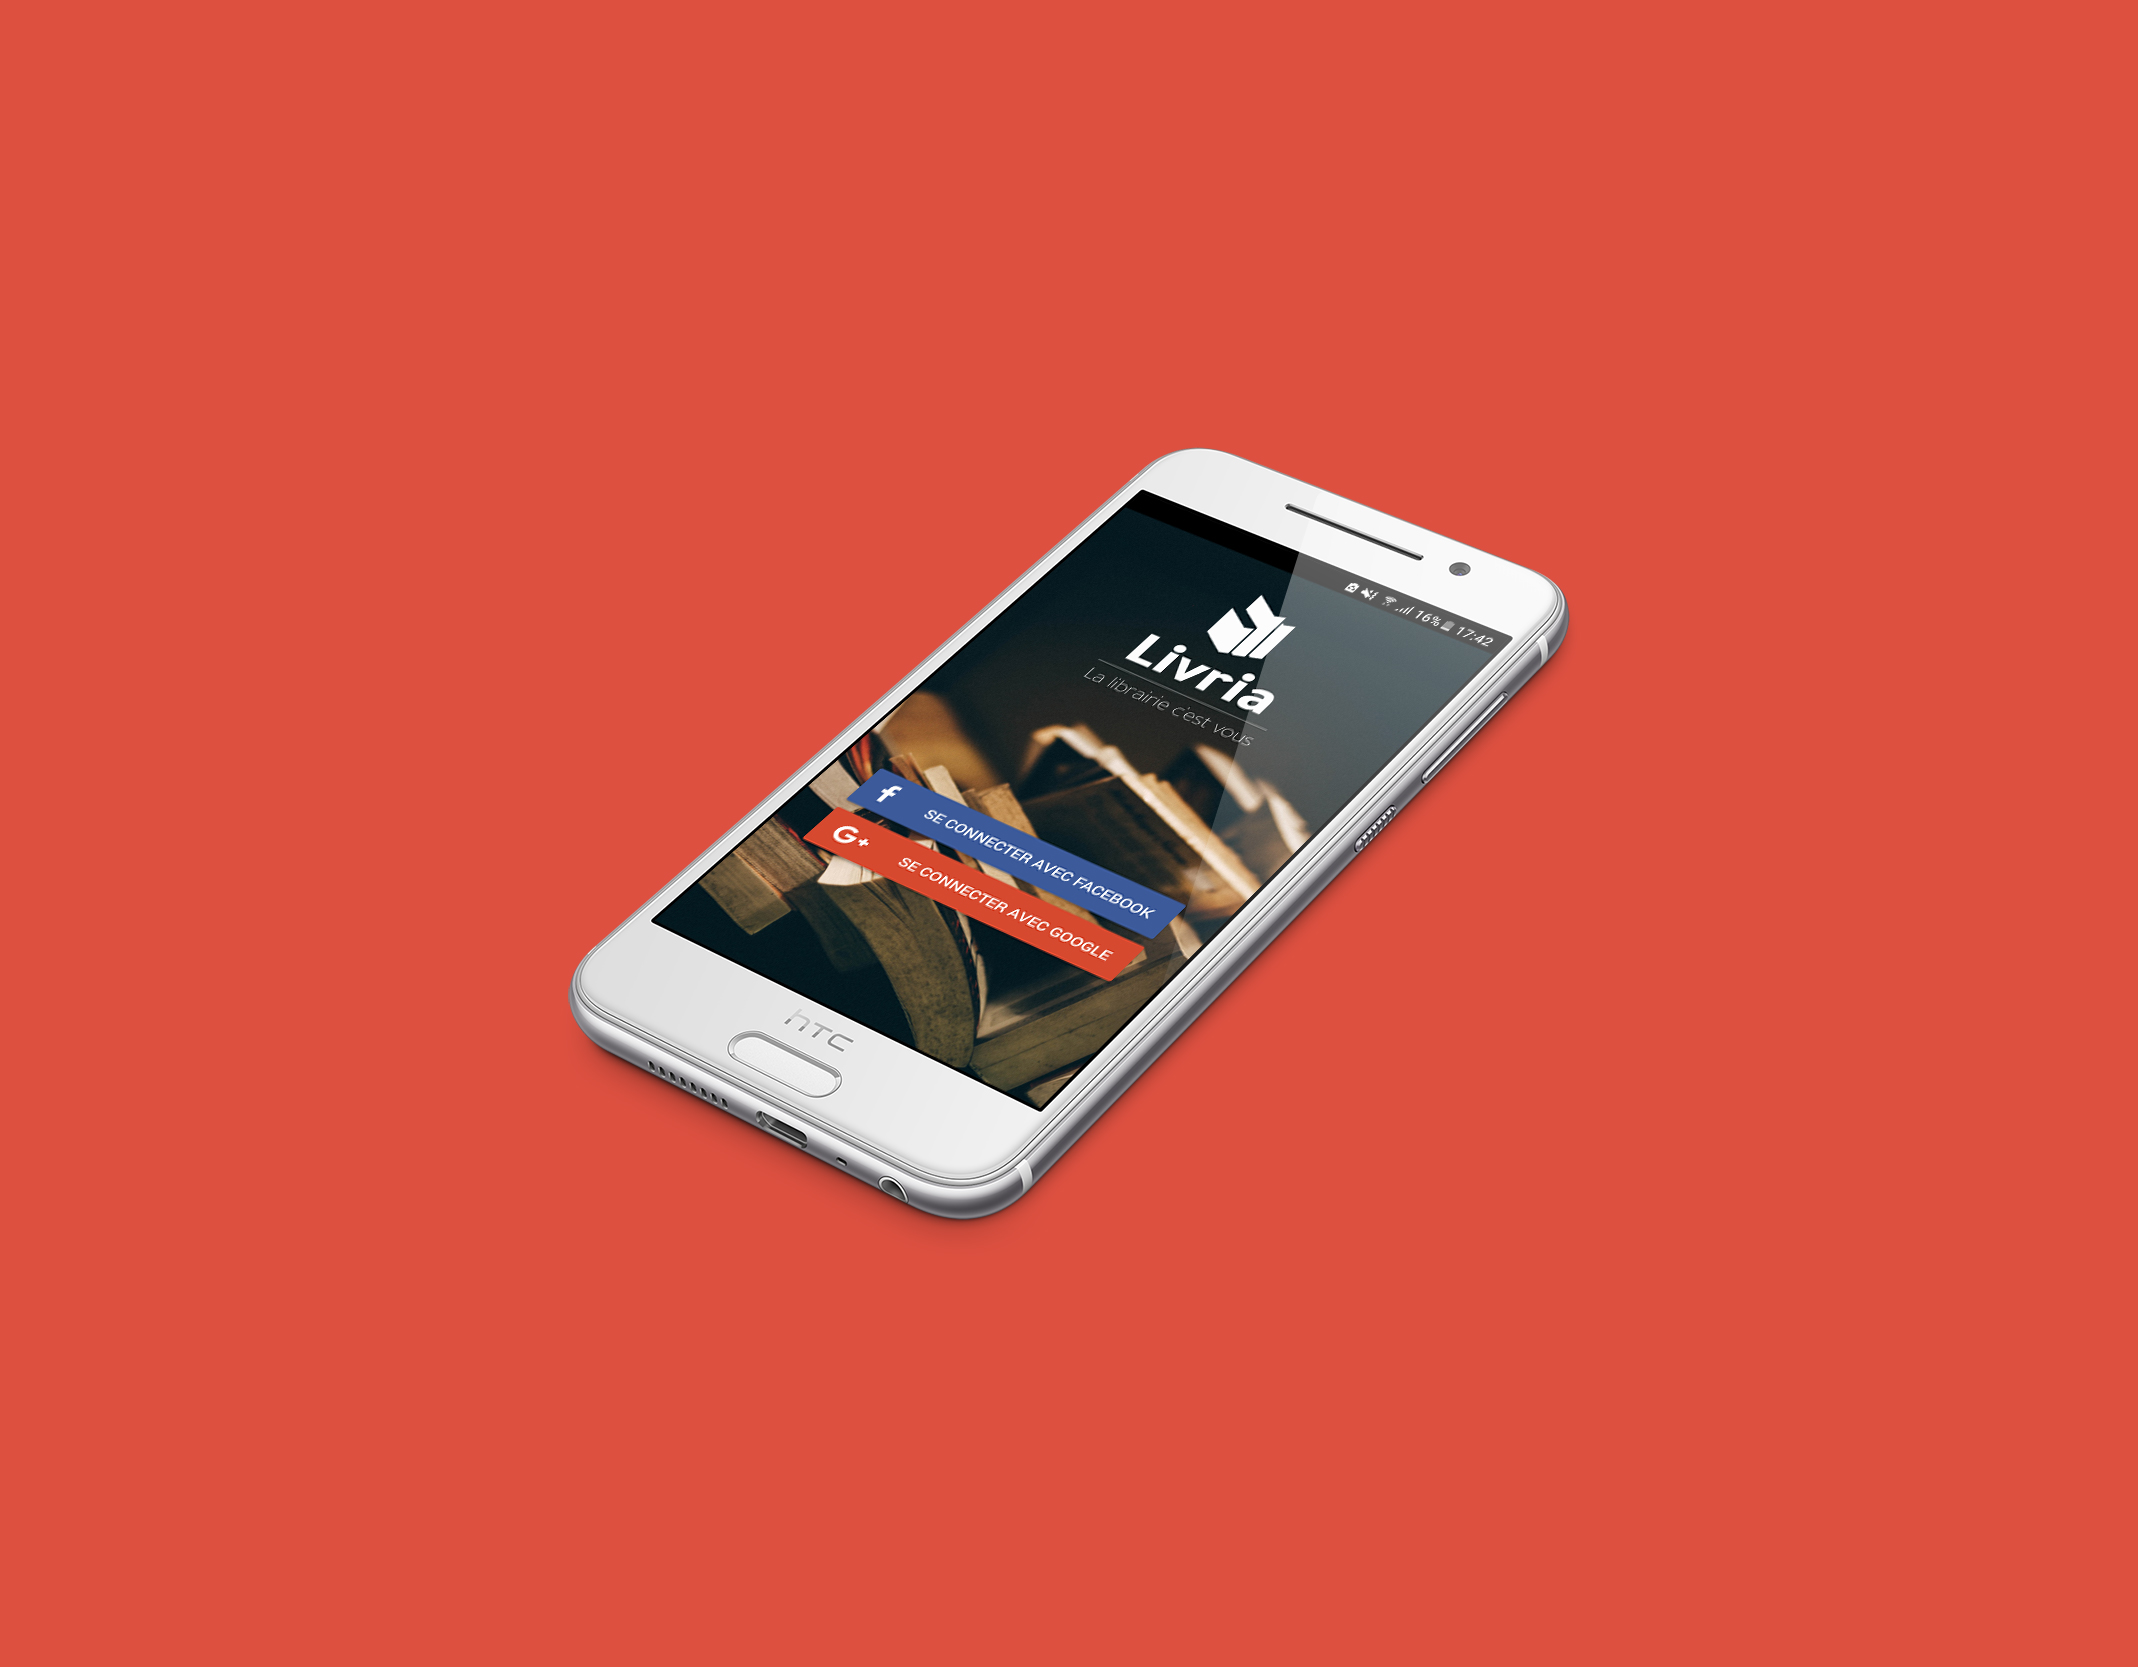 16% 17:42
Livria
La librairie c'est vous
f SE CONNECTER AVEC FACEBOOK
G+ SE CONNECTER AVEC GOOGLE
hTC